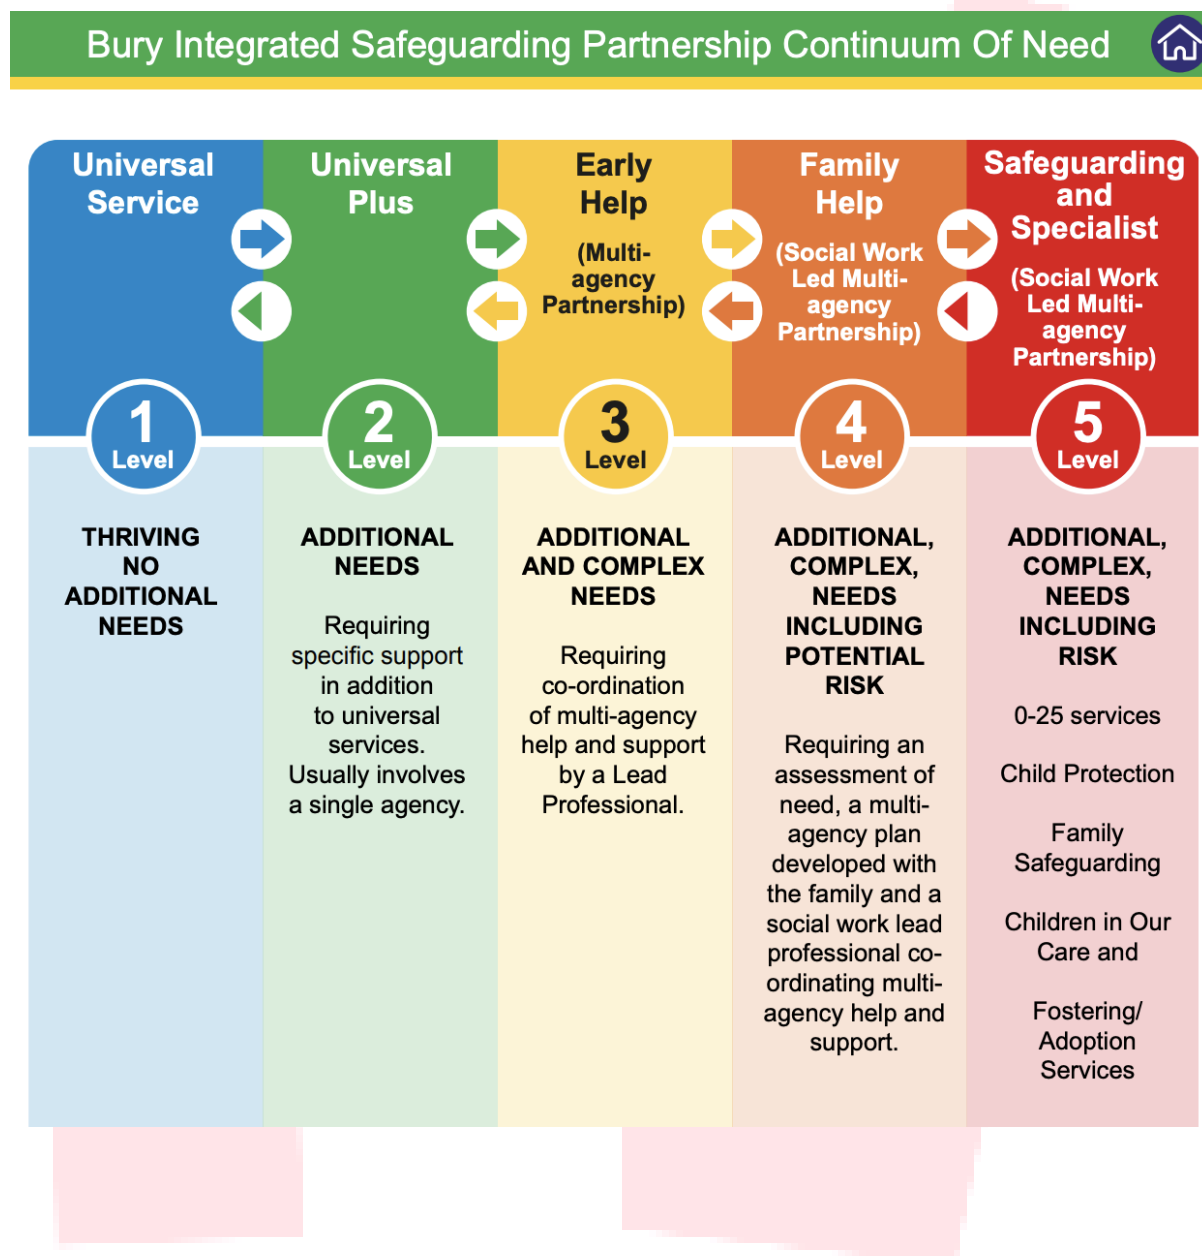 Bury Integrated Safeguarding Partnership Continuum Of Need
Universal
Service
Universal
Plus
Early
Help
(Multi-
agency
Partnership)
Family
Help
(Social Work
Led Multi-
agency
Partnership)
Safeguarding
and
Specialist
(Social Work
Led Multi-
agency
Partnership)
1
Level
2
Level
3
Level
4
Level
5
Level
THRIVING
NO
ADDITIONAL
NEEDS
ADDITIONAL
NEEDS
Requiring
specific support
in addition
to universal
services.
Usually involves
a single agency.
ADDITIONAL
AND COMPLEX
NEEDS
Requiring
co-ordination
of multi-agency
help and support
by a Lead
Professional.
ADDITIONAL,
COMPLEX,
NEEDS
INCLUDING
POTENTIAL
RISK
Requiring an
assessment of
need, a multi-
agency plan
developed with
the family and a
social work lead
professional co-
ordinating multi-
agency help and
support.
ADDITIONAL,
COMPLEX,
NEEDS
INCLUDING
RISK
0-25 services
Child Protection
Family
Safeguarding
Children in Our
Care and
Fostering/
Adoption
Services